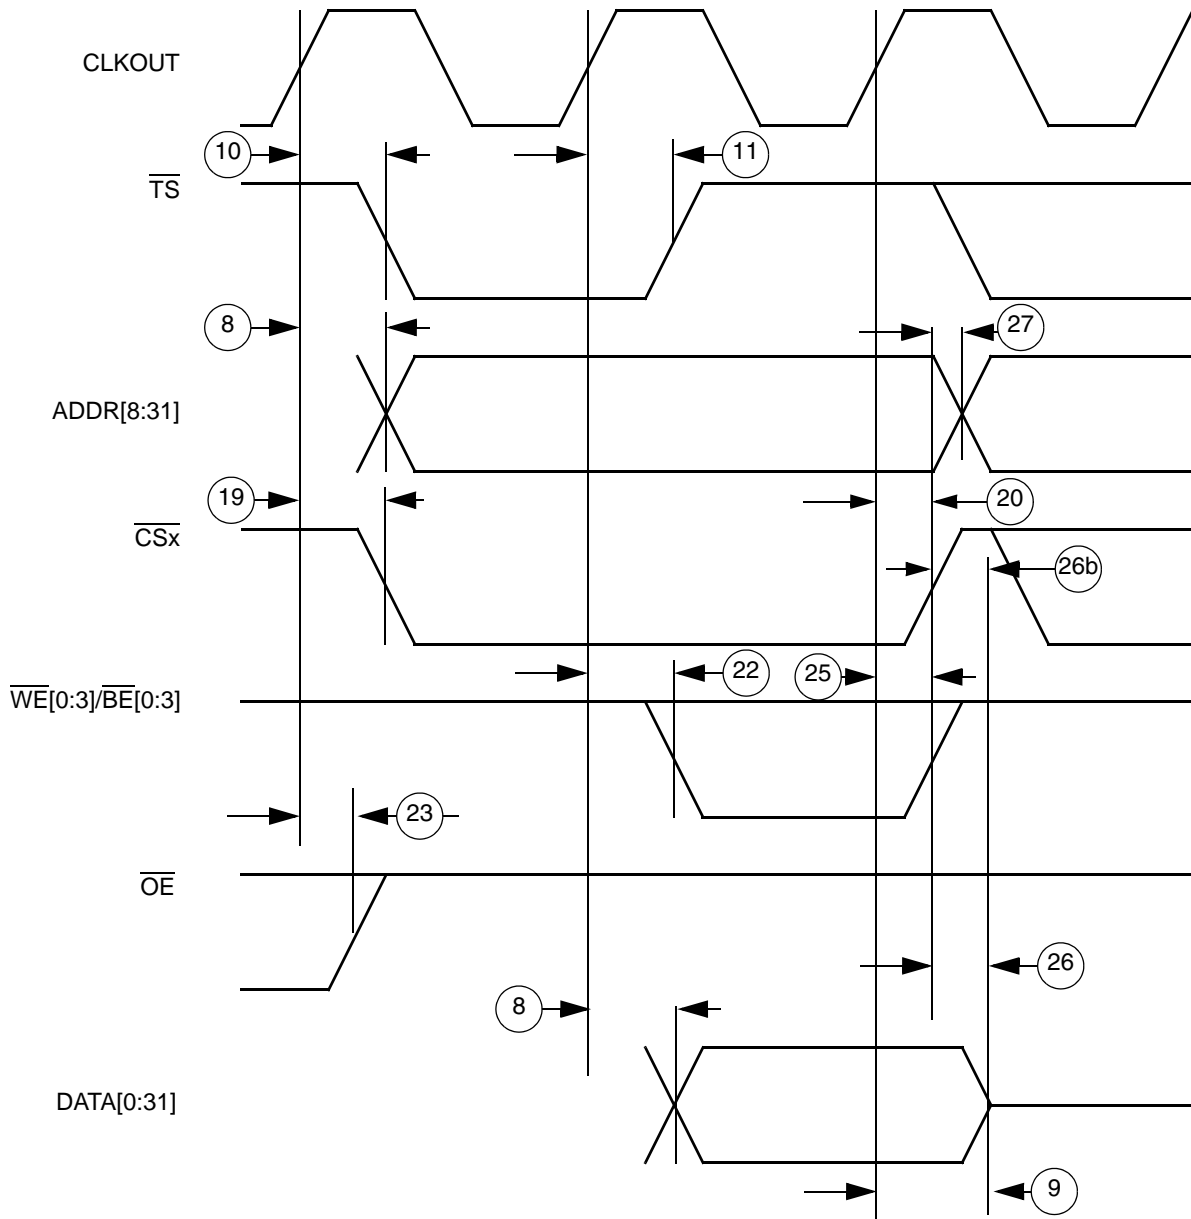 CLKOUT
10
11
TS
8
27
ADDR[8:31]
19
20
CSx
26b
22
25
WE[0:3]/BE[0:3]
23
OE
26
8
DATA[0:31]
9